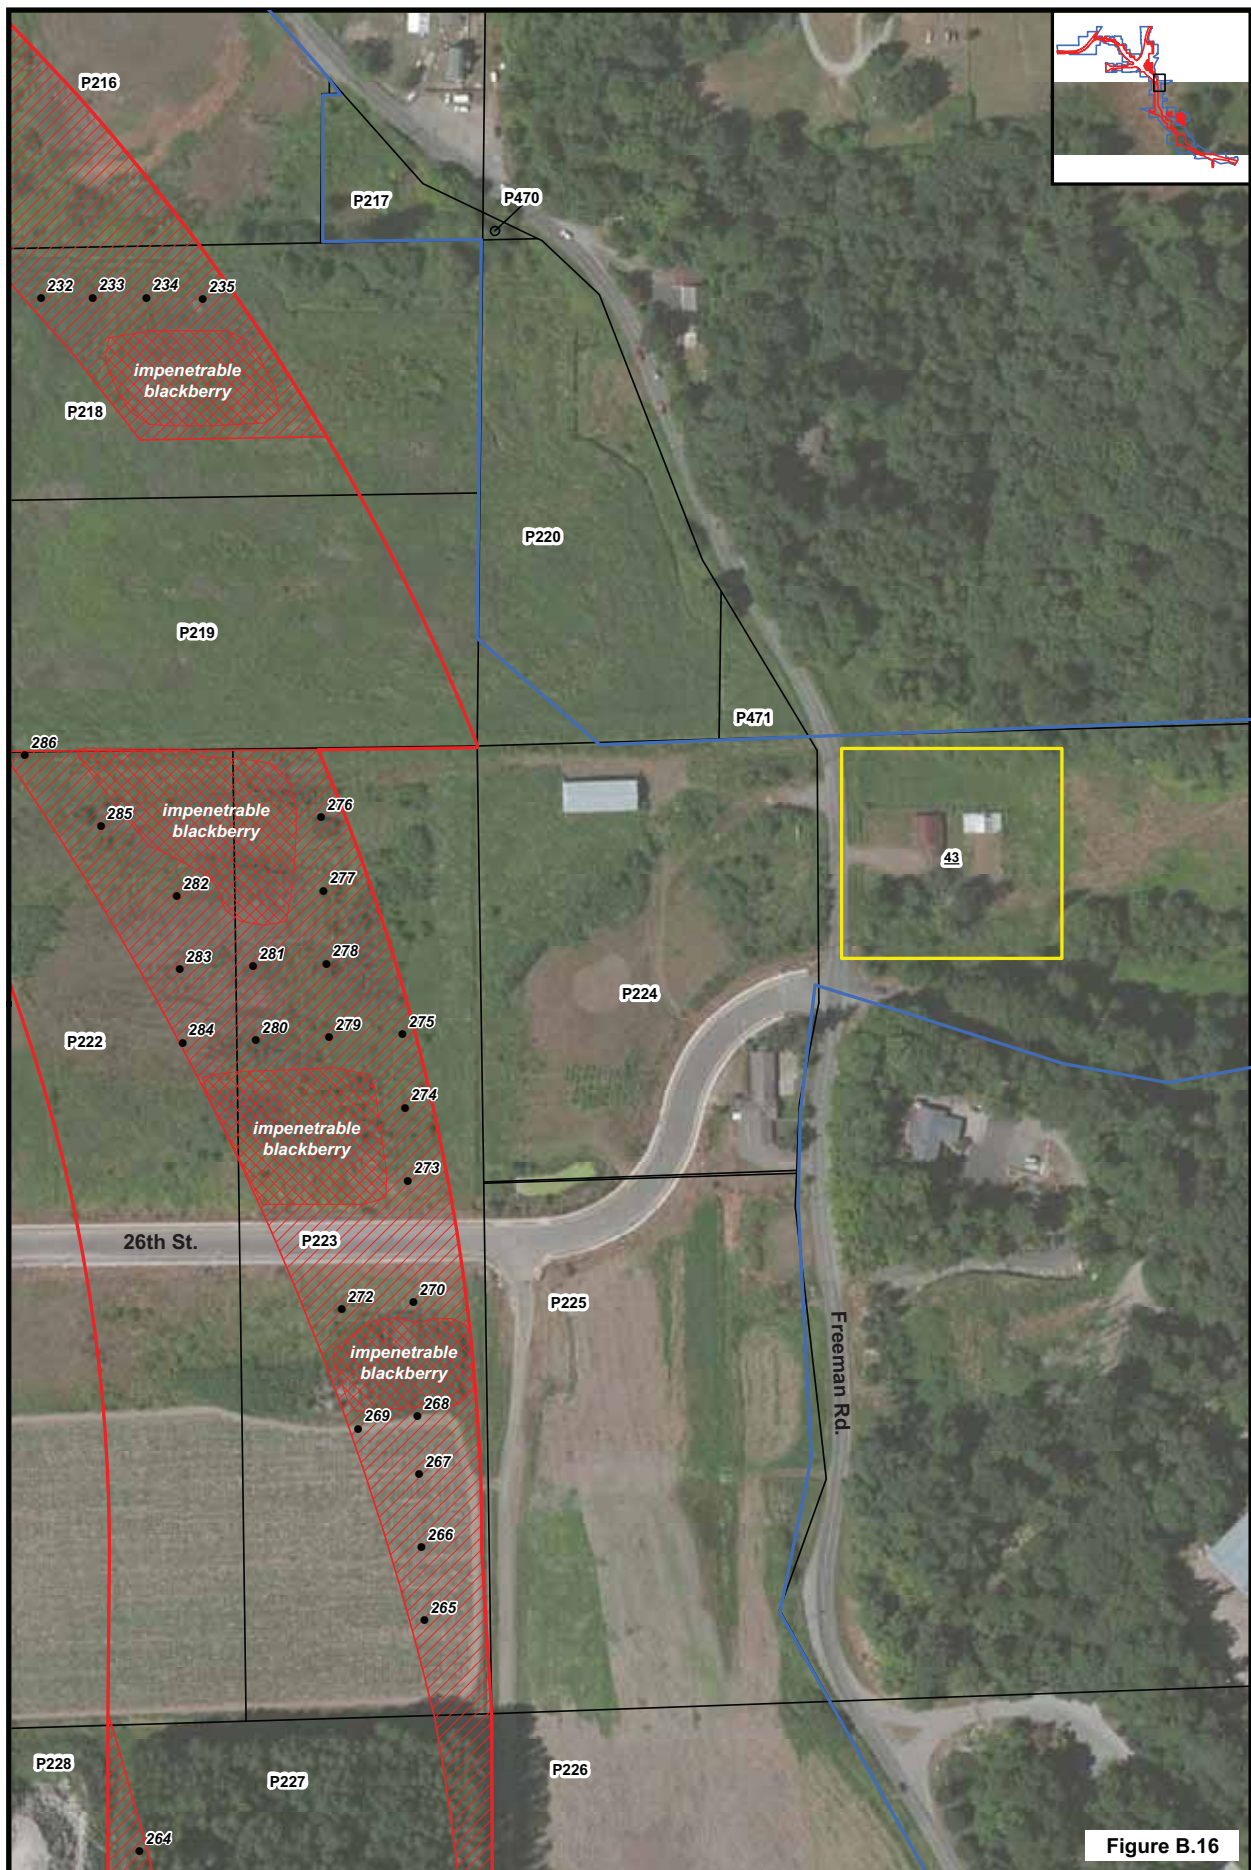 P216
P217
P470
232
233
234
235
impenetrable
blackberry
P218
P220
P219
P471
286
285
impenetrable
blackberry
276
43
282
277
283
281
278
P224
P222
284
280
279
275
274
impenetrable
blackberry
273
26th St.
P223
272
270
P225
impenetrable
blackberry
Freeman Rd.
269
268
267
266
265
P228
P227
P226
264
Figure B.16